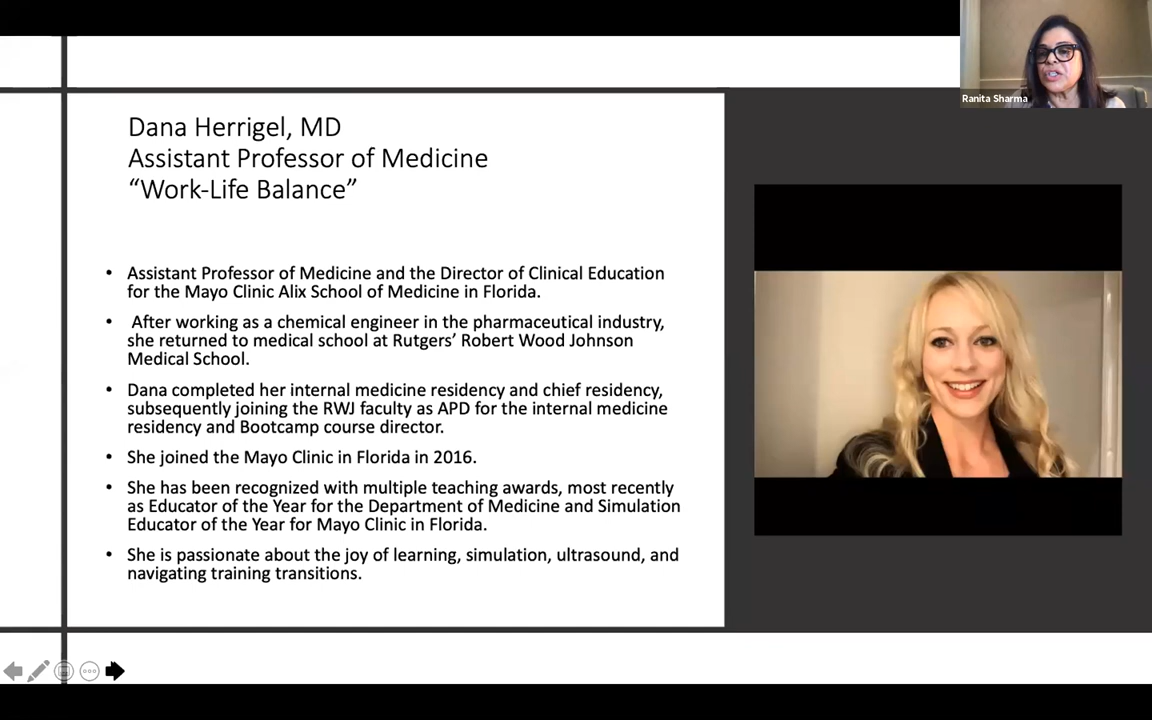 Ranita Sharma
Dana Herrigel, MD
Assistant Professor of Medicine
“Work-Life Balance”
• Assistant Professor of Medicine and the Director of Clinical Education
for the Mayo Clinic Alix School of Medicine in Florida.
• After working as a chemical engineer in the pharmaceutical industry,
she returned to medical school at Rutgers’ Robert Wood Johnson
Medical School.
• Dana completed her internal medicine residency and chief residency,
subsequently joining the RWJ faculty as APD for the internal medicine
residency and Bootcamp course director.
• She joined the Mayo Clinic in Florida in 2016.
• She has been recognized with multiple teaching awards, most recently
as Educator of the Year for the Department of Medicine and Simulation
Educator of the Year for Mayo Clinic in Florida.
• She is passionate about the joy of learning, simulation, ultrasound, and
navigating training transitions.